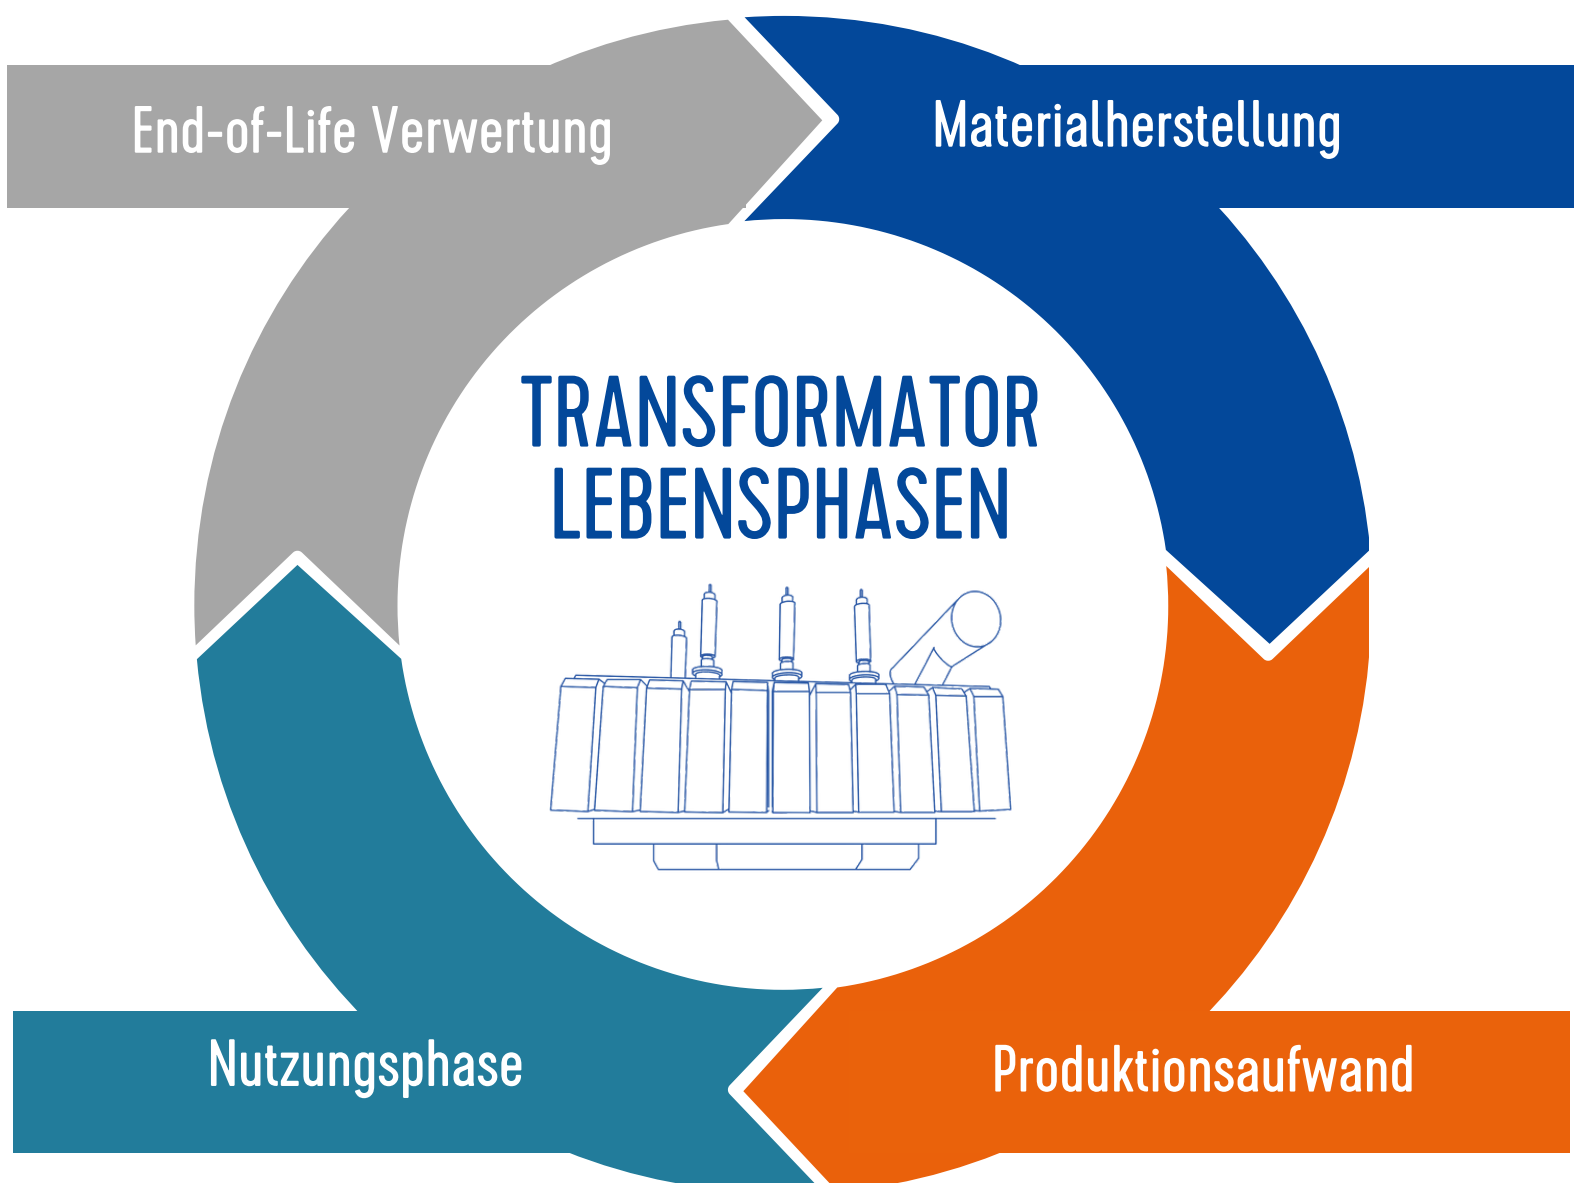 End-of-Life Verwertung
Materialherstellung
TRANSFORMATOR
LEBENSPHASEN
Nutzungsphase
Produktionsaufwand